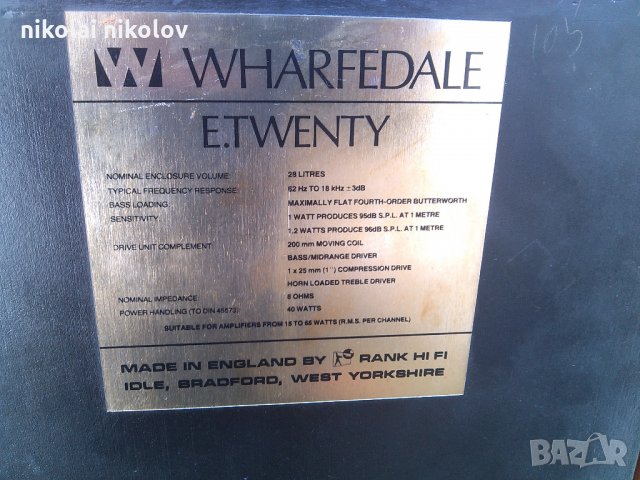 nikolai nikolov
105
WHARFEDALE
E.TWENTY
NOMINAL ENCLOSURE VOLUME: 28 LITRES
TYPICAL FREQUENCY RESPONSE: 62 Hz TO 18 kHz ±3dB
BASS LOADING: MAXIMALLY FLAT FOURTH-ORDER BUTTERWORTH
SENSITIVITY: 1 WATT PRODUCES 95dB S.P.L. AT 1 METRE
1,2 WATTS PRODUCE 96dB S.P.L. AT 1 METRE
DRIVE UNIT COMPLEMENT: 200 mm MOVING COIL
BASS/MIDRANGE DRIVER
1 x 25 mm (1") COMPRESSION DRIVE
HORN LOADED TREBLE DRIVER
NOMINAL IMPEDANCE: 8 OHMS
POWER HANDLING (TO DIN 45573): 40 WATTS
SUITABLE FOR AMPLIFIERS FROM 15 TO 65 WATTS (R.M.S. PER CHANNEL)
MADE IN ENGLAND BY RANK HI FI
IDLE, BRADFORD, WEST YORKSHIRE
BAZAR